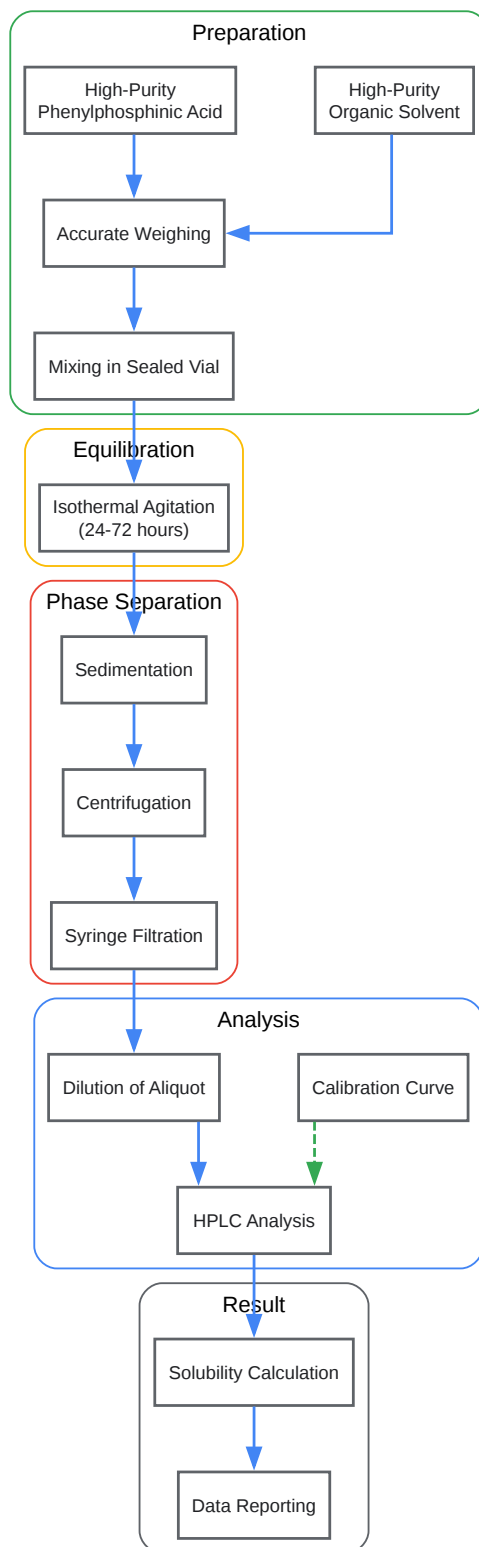 Preparation
High-Purity
Phenylphosphinic Acid
High-Purity
Organic Solvent
Accurate Weighing
Mixing in Sealed Vial
Equilibration
Isothermal Agitation
(24-72 hours)
Phase Separation
Sedimentation
Centrifugation
Syringe Filtration
Analysis
Dilution of Aliquot
Calibration Curve
HPLC Analysis
Result
Solubility Calculation
Data Reporting